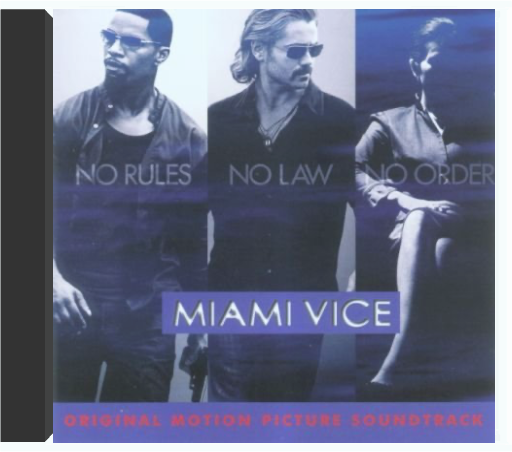 NO RULES NO LAW NO ORDER
MIAMI VICE
ORIGINAL MOTION PICTURE SOUNDTRACK